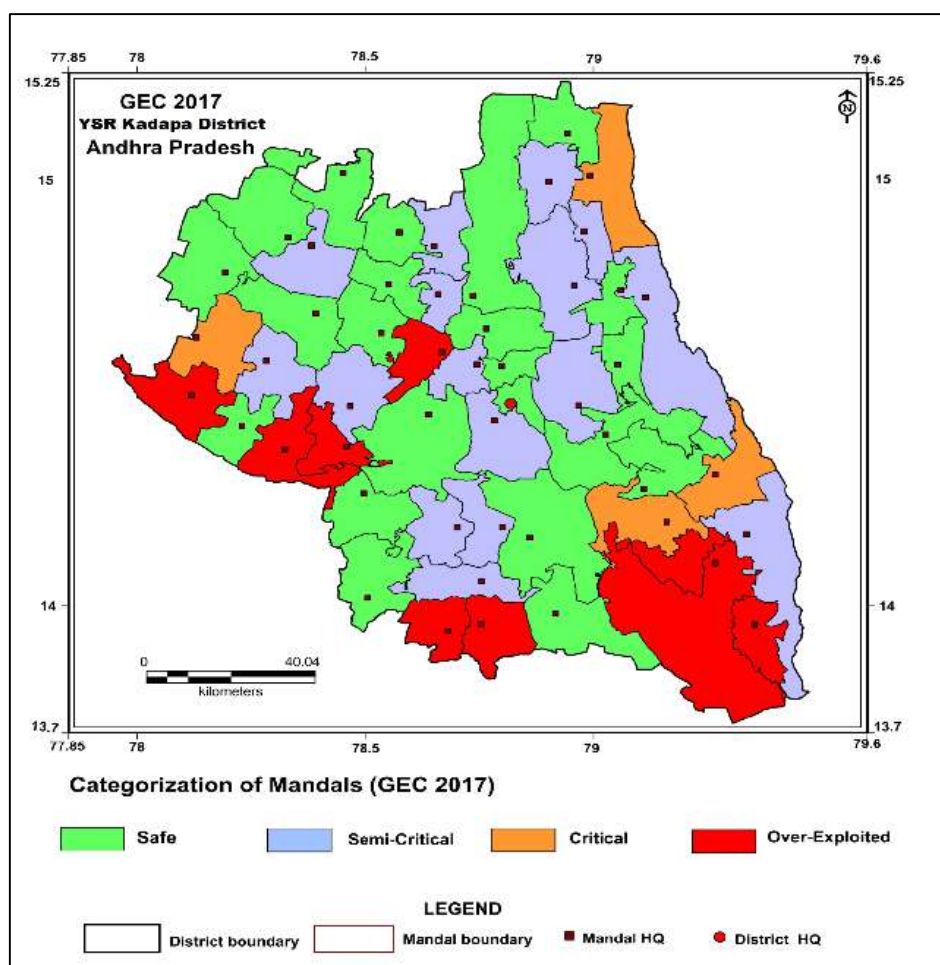 77.85 78 78.5 79 79.6
15.25 15.25
GEC 2017
YSR Kadapa District
Andhra Pradesh
N
15 15
14 14
0 40.04
kilometers
13.7 13.7
77.85 78 78.5 79 79.6
Categorization of Mandals (GEC 2017)
Safe Semi-Critical Critical Over-Exploited
LEGEND
District boundary Mandal boundary Mandal HQ District HQ